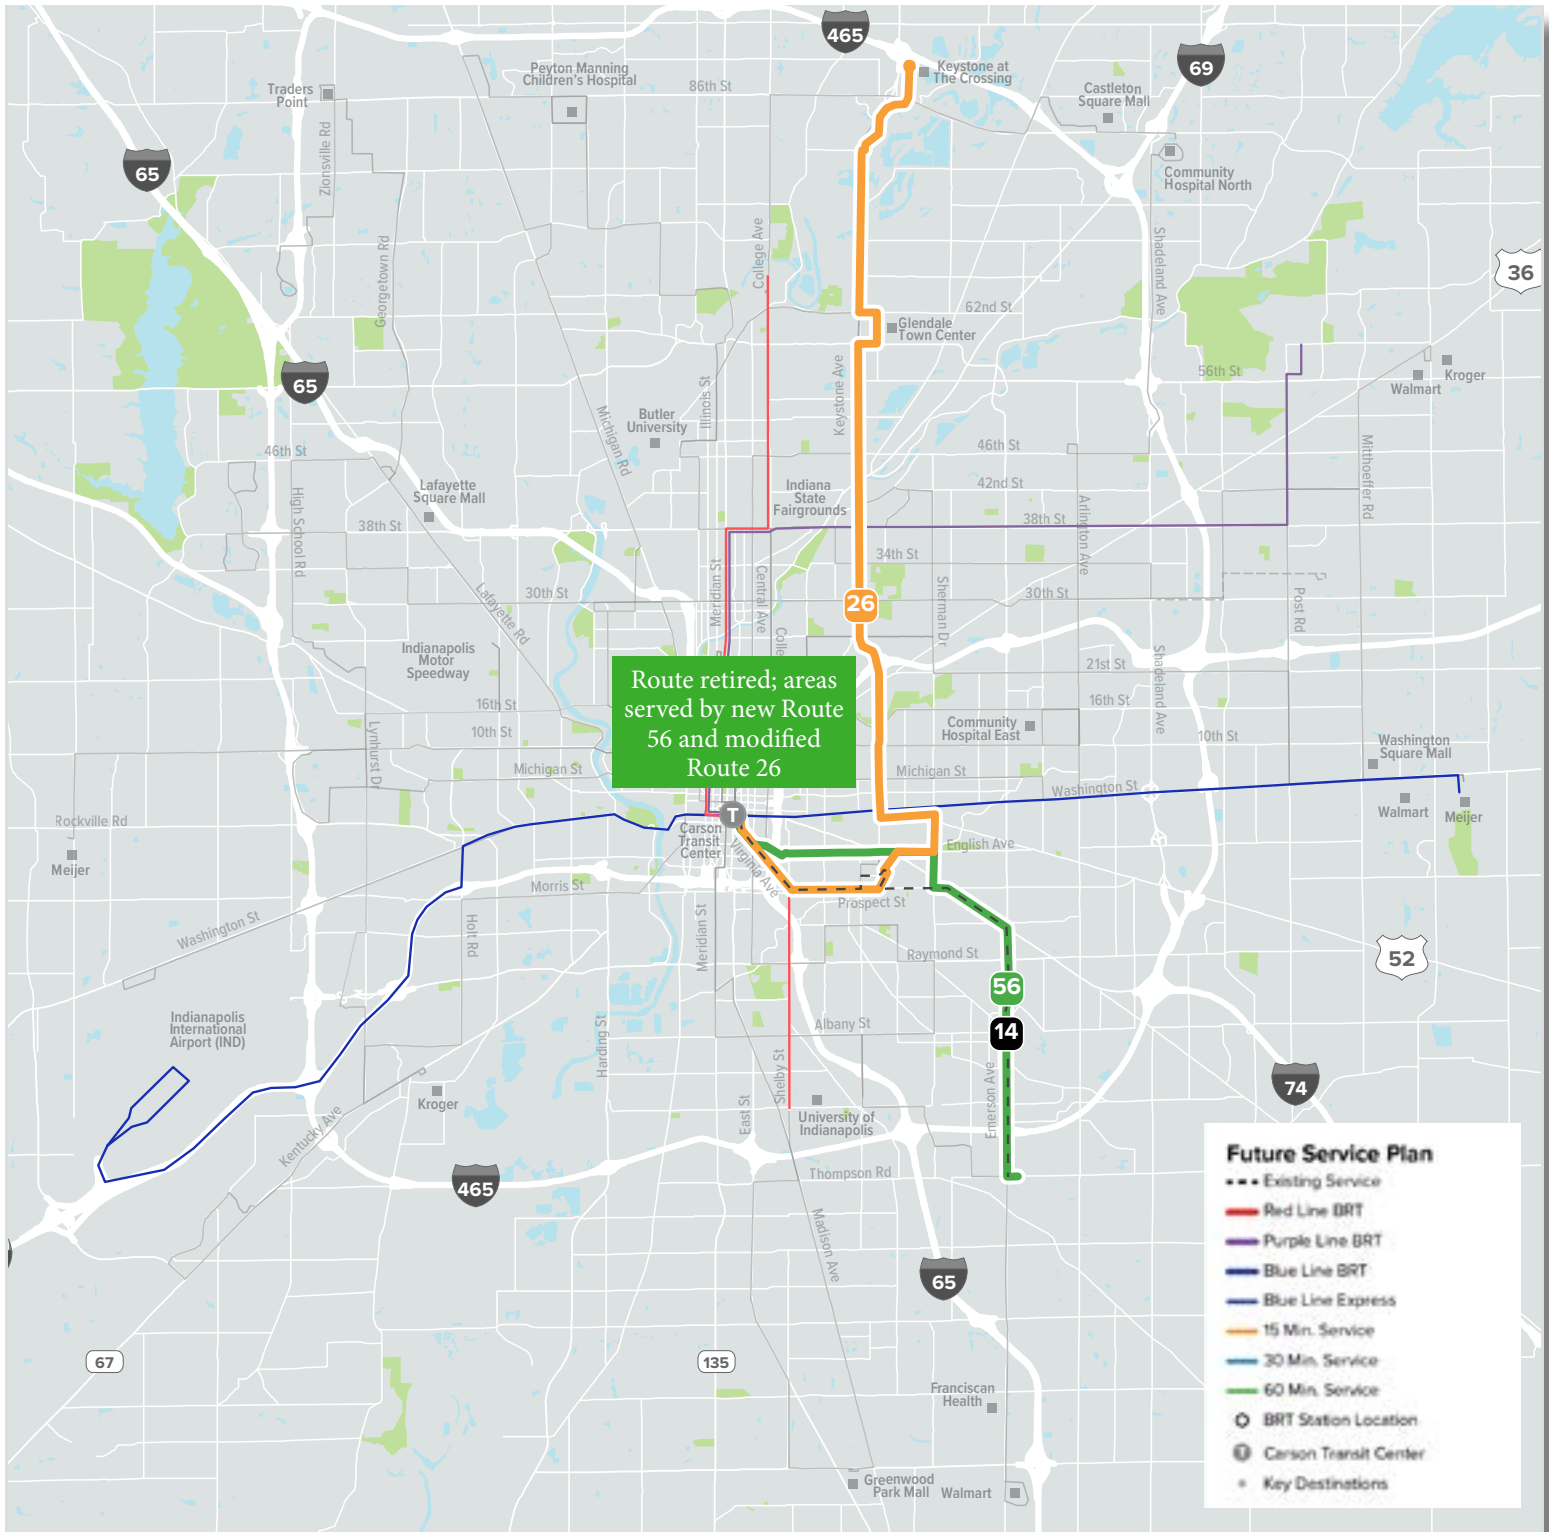 465
Keystone at
The Crossing
69
Peyton Manning
Children's Hospital
86th St
Traders
Point
Castleton
Square Mall
Zionsville Rd
65
Community
Hospital North
College Ave
Shadeland Ave
36
Georgetown Rd
62nd St
Glendale
Town Center
65
56th St
Kroger
Walmart
Illinois St
Keystone Ave
Michigan Rd
Butler
University
46th St
46th St
Mitthoeffer Rd
Lafayette
Square Mall
Indiana
State
Fairgrounds
42nd St
High School Rd
38th St
38th St
Arlington Ave
34th St
Meridian St
Central Ave
Sherman Dr
30th St
30th St
26
Post Rd
Lafayette Rd
Colle
Indianapolis
Motor
Speedway
21st St
Shadeland Ave
Route retired; areas
served by new Route
56 and modified
Route 26
16th St
16th St
10th St
Community
Hospital East
10th St
Washington
Square Mall
Lynhurst Dr
Michigan St
Michigan St
Washington St
T
Walmart
Meijer
Rockville Rd
Carson
Transit
Center
Virginia Ave
English Ave
Meijer
Morris St
Prospect St
Washington St
Holt Rd
Meridian St
Raymond St
52
56
14
Indianapolis
International
Airport (IND)
Albany St
Harding St
Shelby St
Emerson Ave
74
Kroger
East St
University of
Indianapolis
Kentucky Ave
Thompson Rd
465
Madison Ave
65
67
135
Franciscan
Health
Greenwood
Park Mall
Walmart
Future Service Plan
Existing Service
Red Line BRT
Purple Line BRT
Blue Line BRT
Blue Line Express
15 Min. Service
30 Min. Service
60 Min. Service
BRT Station Location
T Carson Transit Center
Key Destinations